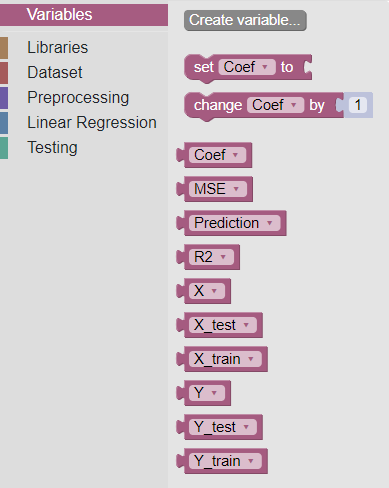 Variables
Libraries
Dataset
Preprocessing
Linear Regression
Testing
Create variable...
set Coef to
change Coef by 1
Coef
MSE
Prediction
R2
X
X_test
X_train
Y
Y_test
Y_train